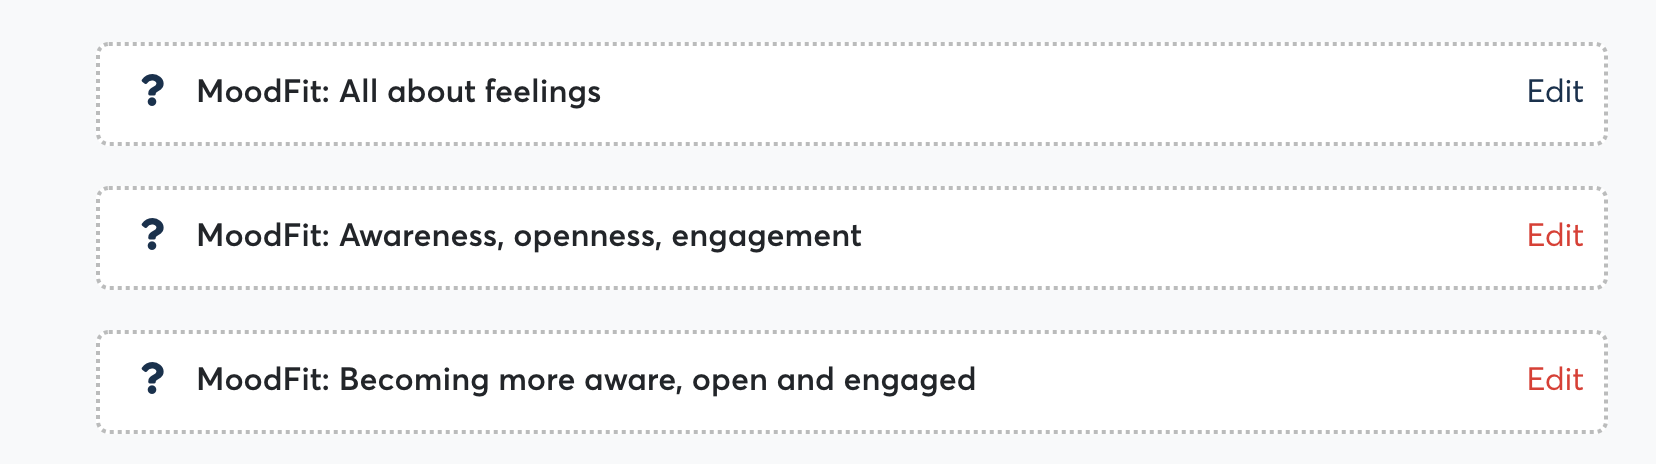 ? MoodFit: All about feelings Edit
? MoodFit: Awareness, openness, engagement Edit
? MoodFit: Becoming more aware, open and engaged Edit